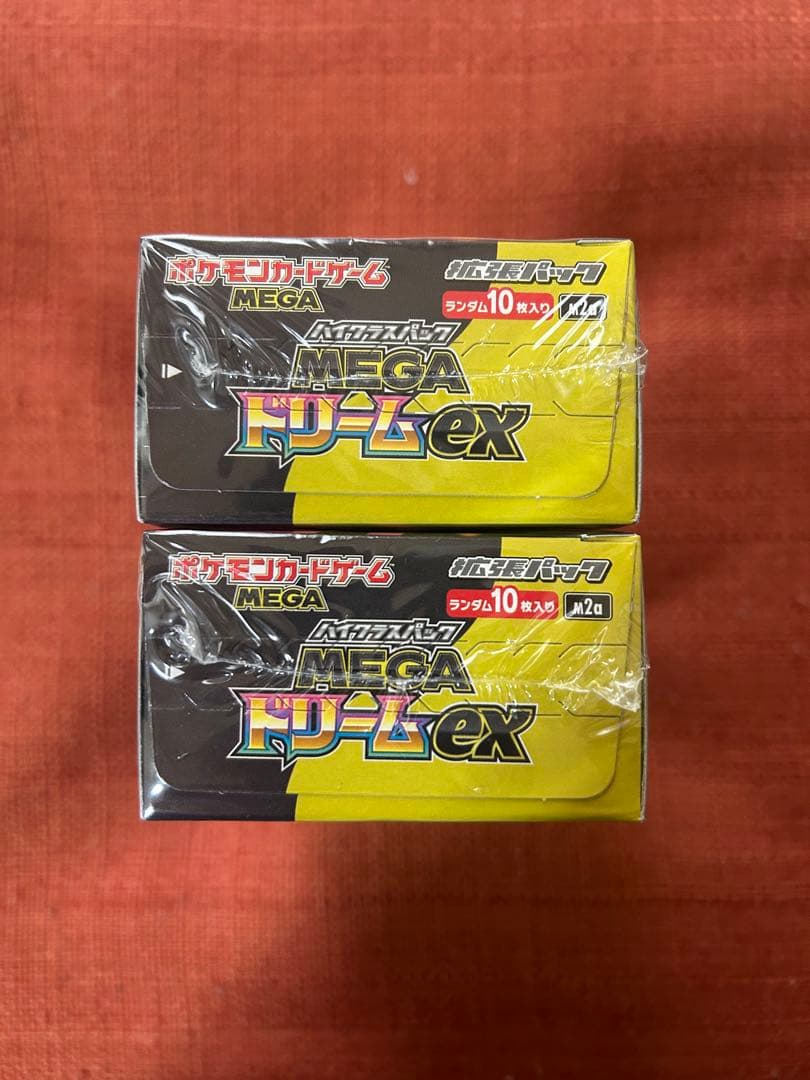 ポケモンカードゲーム
MEGA
拡張パック
ランダム10枚入り M2a
ハイクラスパック
MEGA
ドリームex
ポケモンカードゲーム
MEGA
拡張パック
ランダム10枚入り M2a
ハイクラスパック
MEGA
ドリームex